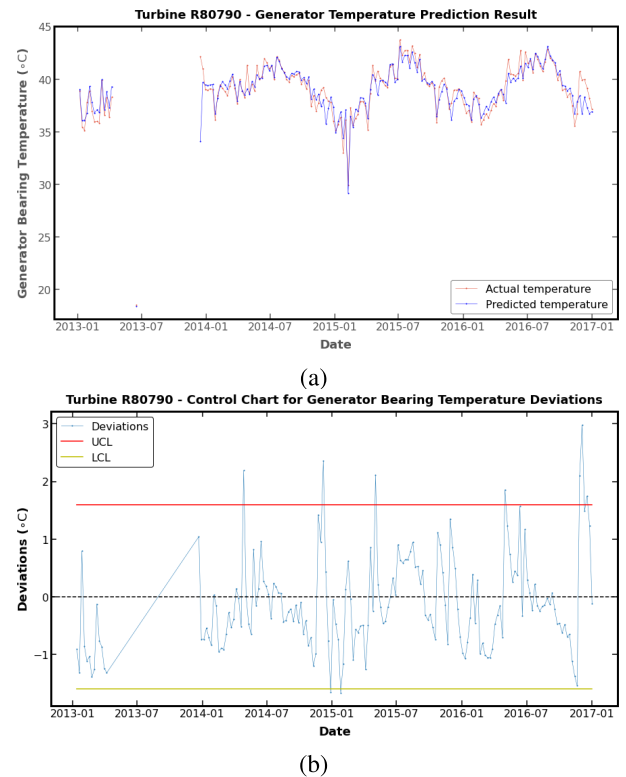 Turbine R80790 - Generator Temperature Prediction Result
Generator Bearing Temperature (∘C)
45
40
35
30
25
20
Actual temperature
Predicted temperature
2013-01 2013-07 2014-01 2014-07 2015-01 2015-07 2016-01 2016-07 2017-01
Date
(a)
Turbine R80790 - Control Chart for Generator Bearing Temperature Deviations
Deviations (∘C)
3
2
1
0
−1
Deviations
UCL
LCL
2013-01 2013-07 2014-01 2014-07 2015-01 2015-07 2016-01 2016-07 2017-01
Date
(b)